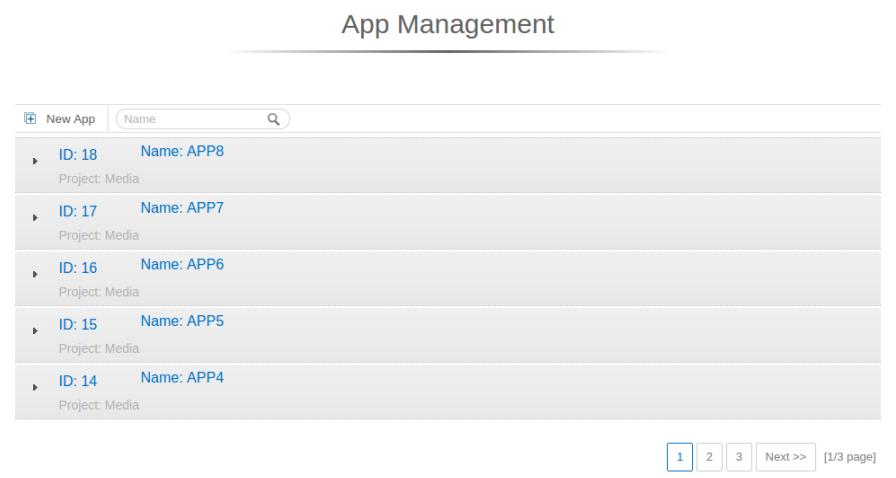 App Management
New App Name
ID: 18 Name: APP8
Project: Media
ID: 17 Name: APP7
Project: Media
ID: 16 Name: APP6
Project: Media
ID: 15 Name: APP5
Project: Media
ID: 14 Name: APP4
Project: Media
1 2 3 Next >> [1/3 page]